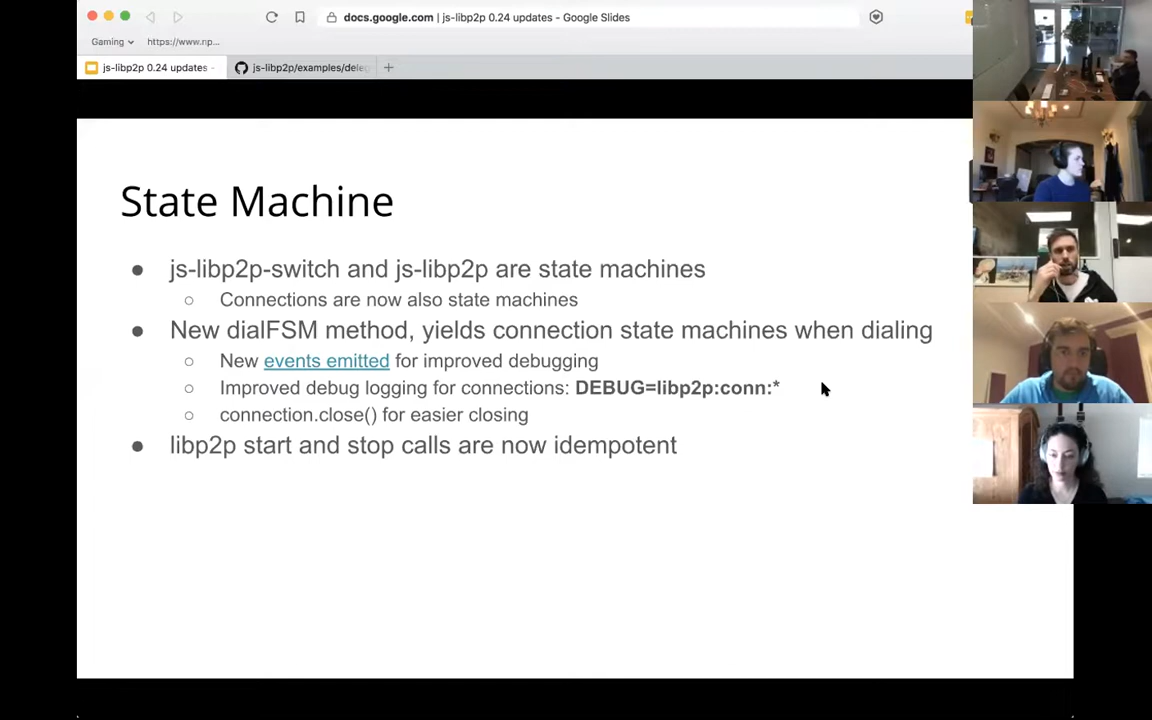 docs.google.com | js-libp2p 0.24 updates - Google Slides
Gaming
https://www.np...
js-libp2p 0.24 updates -
js-libp2p/examples/deleg
State Machine
js-libp2p-switch and js-libp2p are state machines
Connections are now also state machines
New dialFSM method, yields connection state machines when dialing
New events emitted for improved debugging
Improved debug logging for connections: DEBUG=libp2p:conn:*
connection.close() for easier closing
libp2p start and stop calls are now idempotent